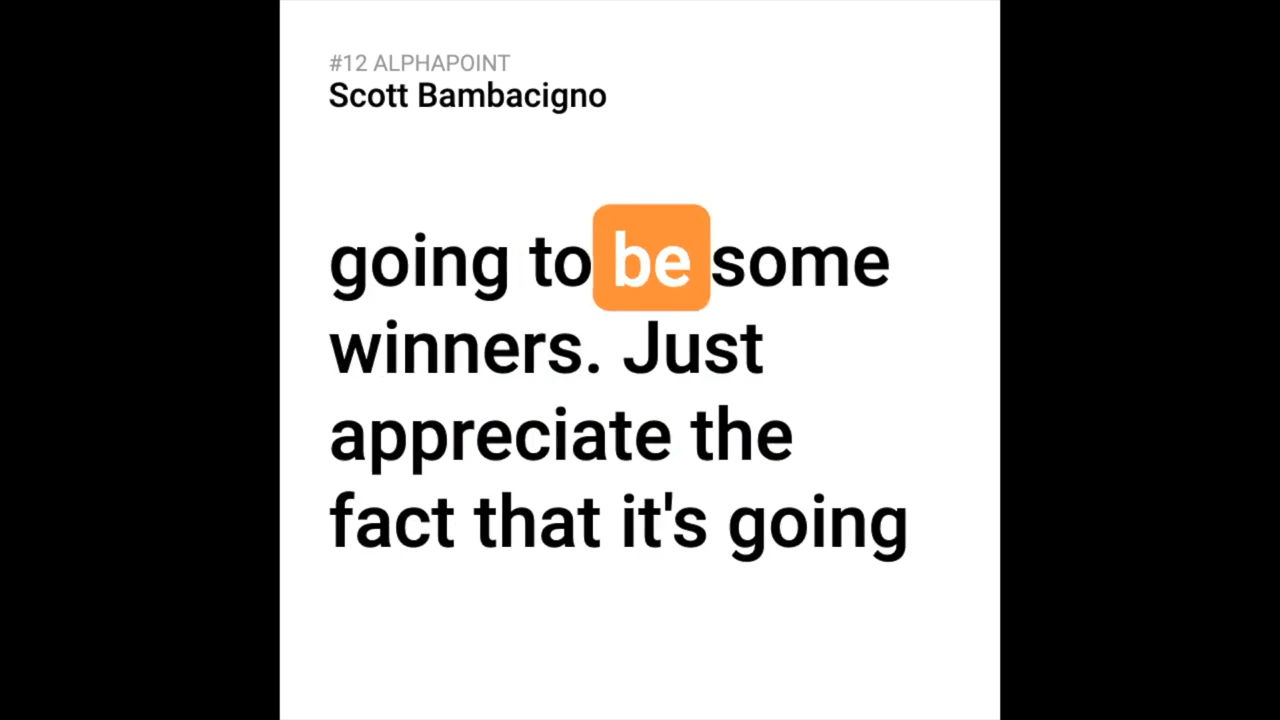 #12 ALPHAPOINT
Scott Bambacigno
going to be some
winners. Just
appreciate the
fact that it's going